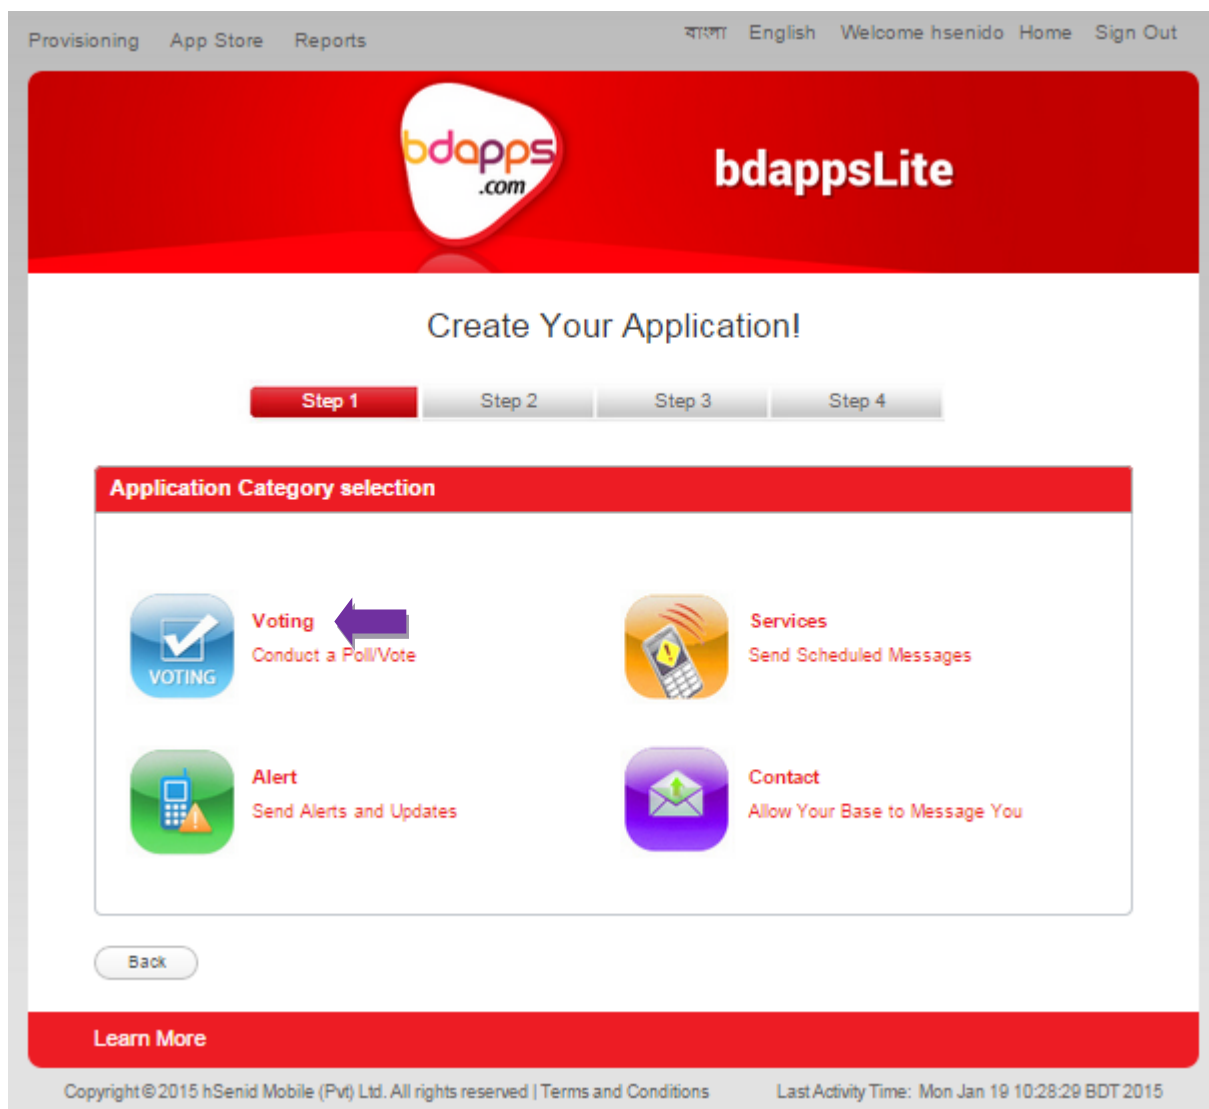 Provisioning App Store Reports বাংলা English Welcome hsenido Home Sign Out
bdapps
.com
bdappsLite
Create Your Application!
Step 1 Step 2 Step 3 Step 4
Application Category selection
VOTING
Voting
Conduct a Poll/Vote
Services
Send Scheduled Messages
Alert
Send Alerts and Updates
Contact
Allow Your Base to Message You
Back
Learn More
Copyright © 2015 hSenid Mobile (Pvt) Ltd. All rights reserved | Terms and Conditions Last Activity Time: Mon Jan 19 10:28:29 BDT 2015